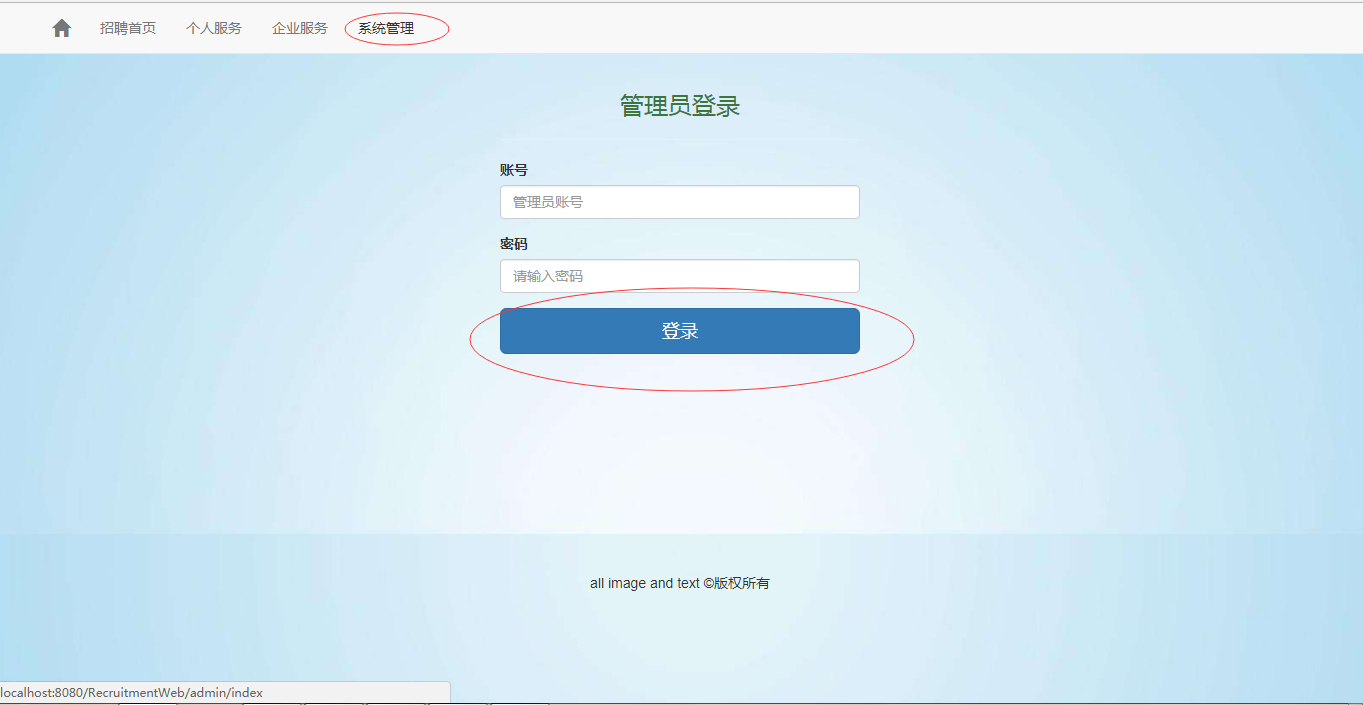 招聘首页 个人服务 企业服务 系统管理
管理员登录
账号
管理员账号
密码
请输入密码
登录
all image and text ©版权所有
localhost:8080/RecruitmentWeb/admin/index